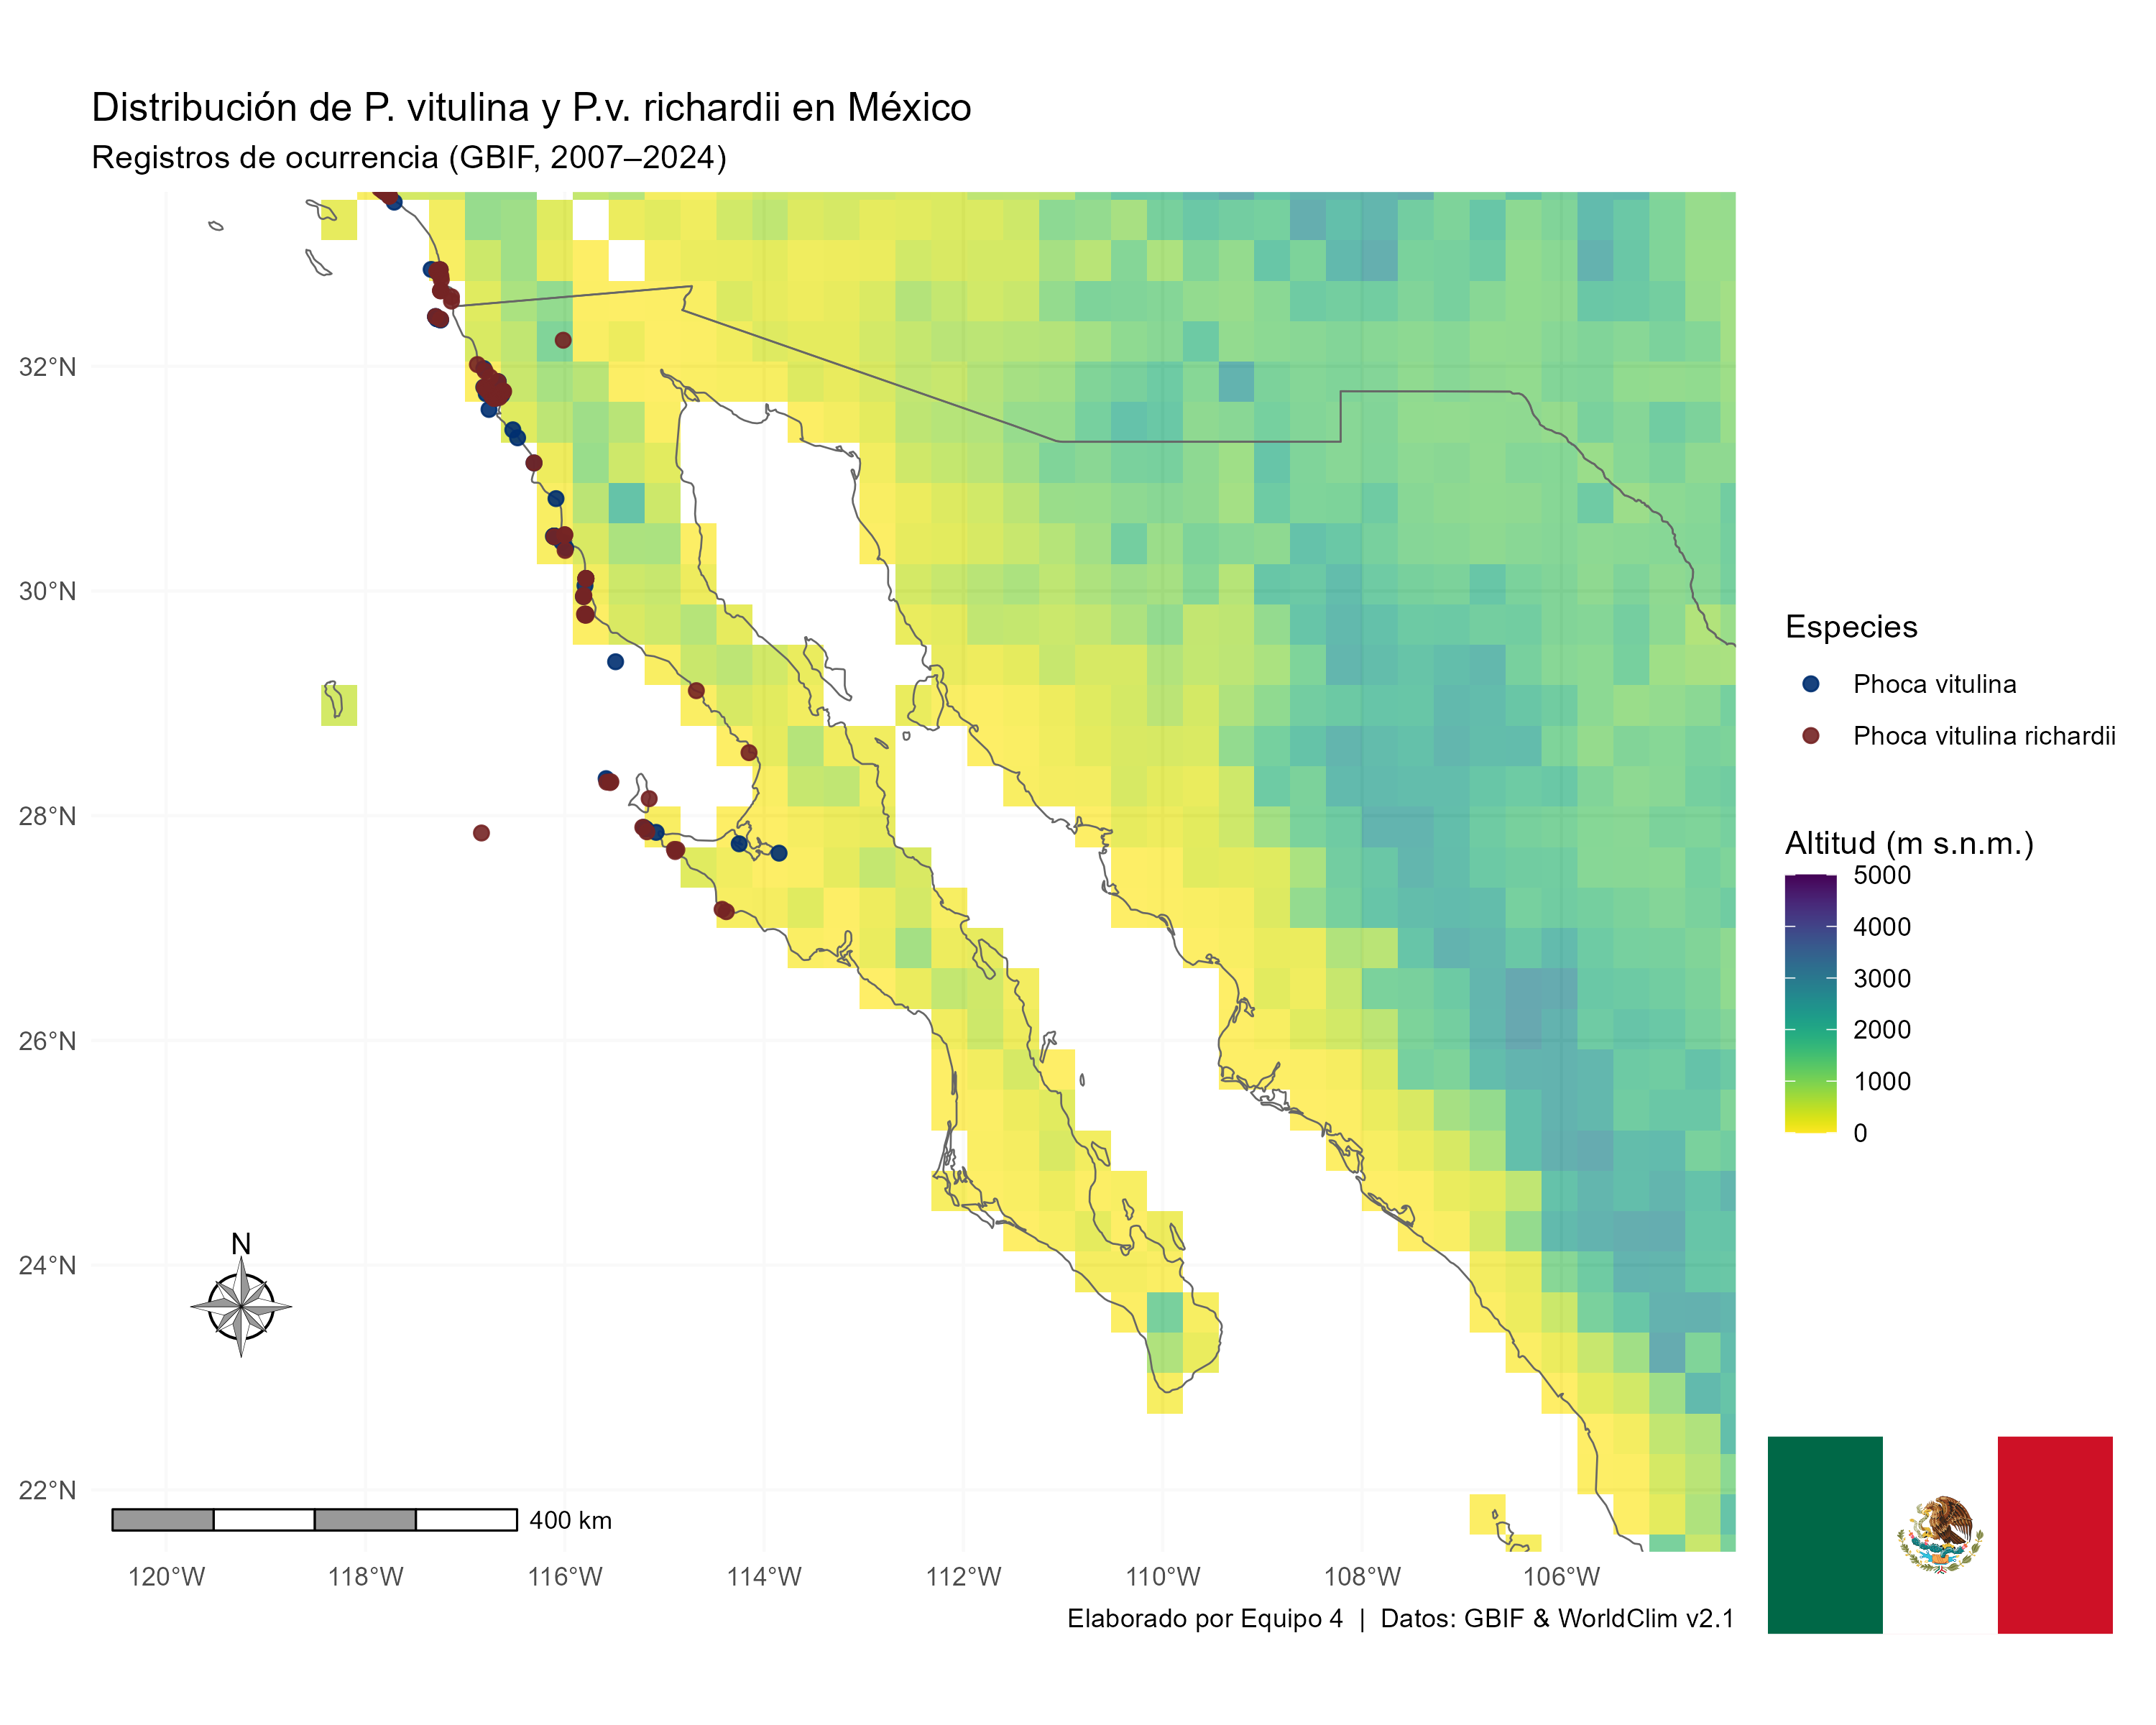 Distribución de P. vitulina y P.v. richardii en México
Registros de ocurrencia (GBIF, 2007–2024)
32°N
30°N
28°N
26°N
24°N
22°N
N
400 km
120°W
118°W
116°W
114°W
112°W
110°W
108°W
106°W
Especies
Phoca vitulina
Phoca vitulina richardii
Altitud (m s.n.m.)
5000
4000
3000
2000
1000
0
Elaborado por Equipo 4 | Datos: GBIF & WorldClim v2.1